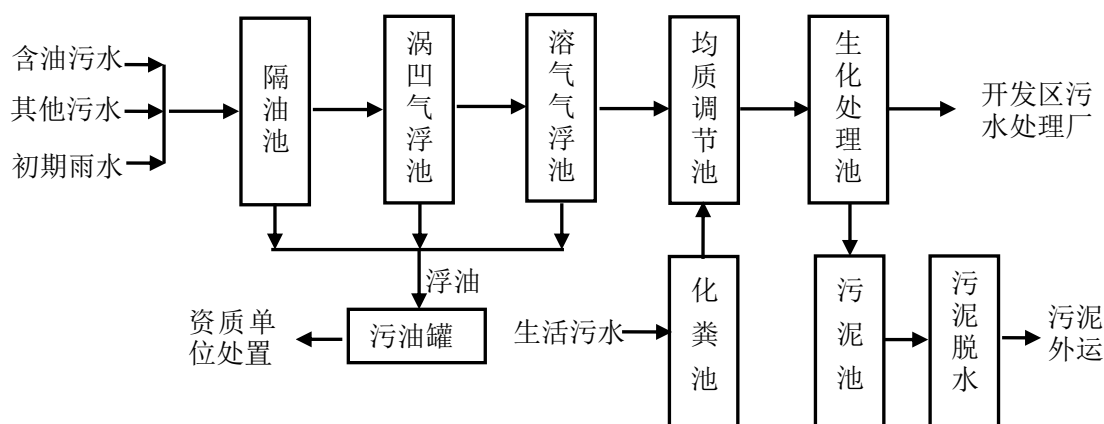 含油污水
其他污水
初期雨水
隔油池
涡凹气浮池
溶气气浮池
均质调节池
生化处理池
开发区污
水处理厂
浮油
污油罐
资质单
位处置
生活污水
化粪池
污泥池
污泥脱水
污泥
外运